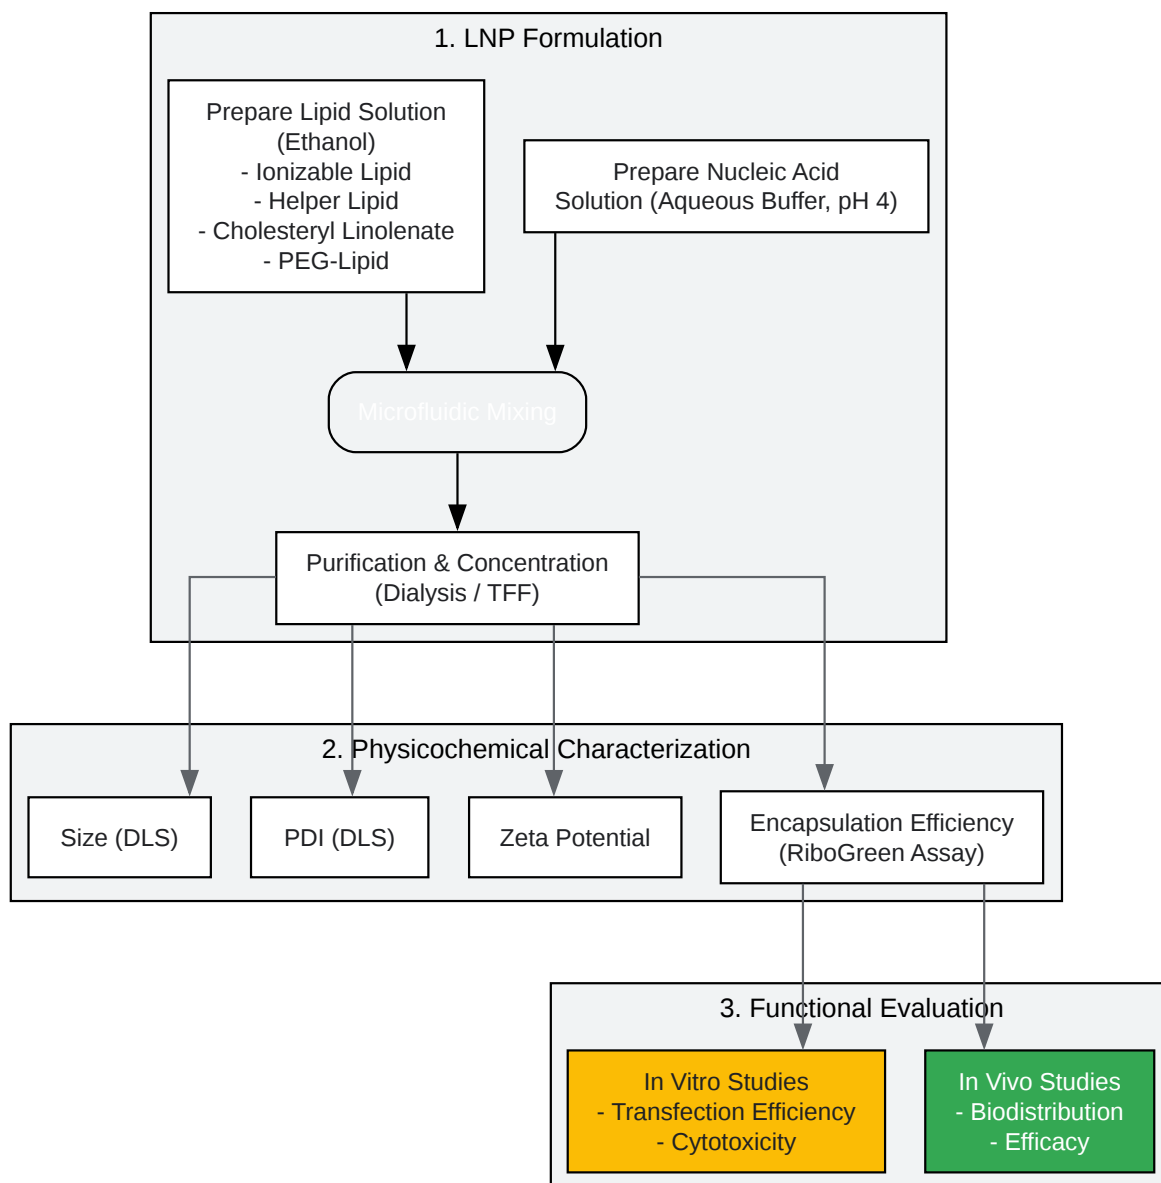 1. LNP Formulation
Prepare Lipid Solution
(Ethanol)
- Ionizable Lipid
- Helper Lipid
- Cholesteryl Linolenate
- PEG-Lipid
Prepare Nucleic Acid
Solution (Aqueous Buffer, pH 4)
Microfluidic Mixing
Purification & Concentration
(Dialysis / TFF)
2. Physicochemical Characterization
Size (DLS)
PDI (DLS)
Zeta Potential
Encapsulation Efficiency
(RiboGreen Assay)
3. Functional Evaluation
In Vitro Studies
- Transfection Efficiency
- Cytotoxicity
In Vivo Studies
- Biodistribution
- Efficacy